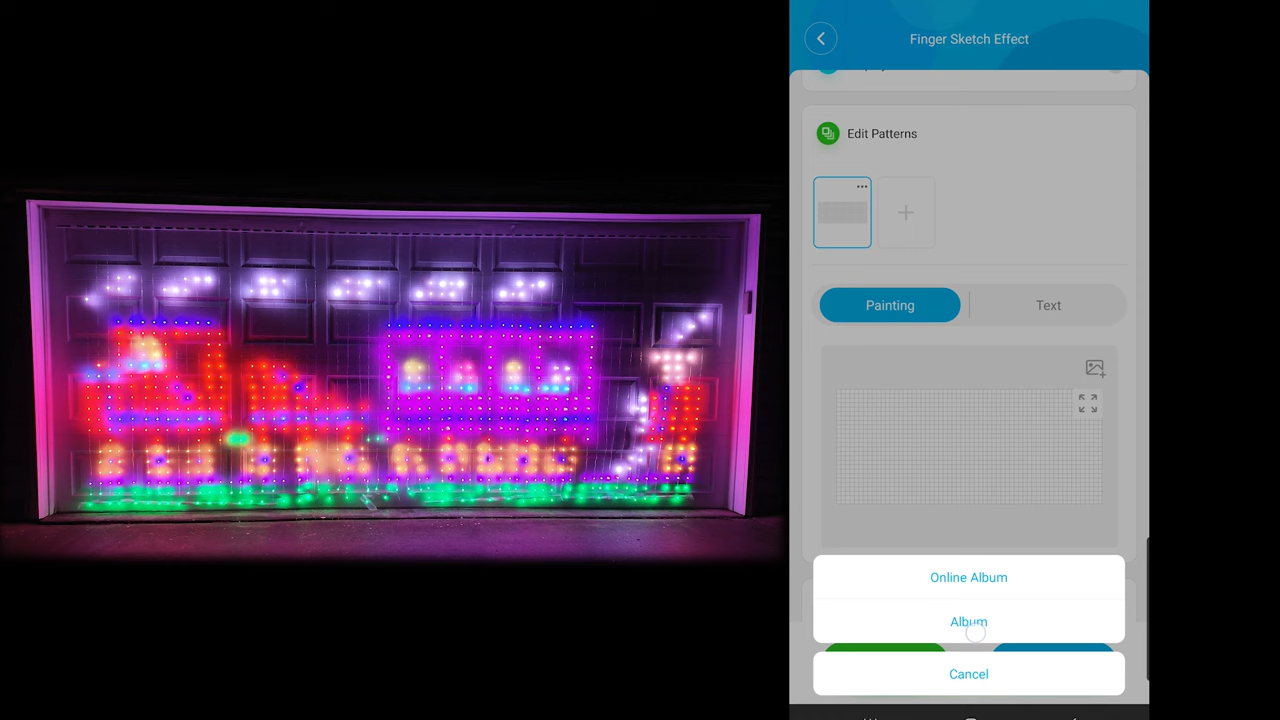 Finger Sketch Effect
Edit Patterns
Painting
Text
Online Album
Album
Cancel